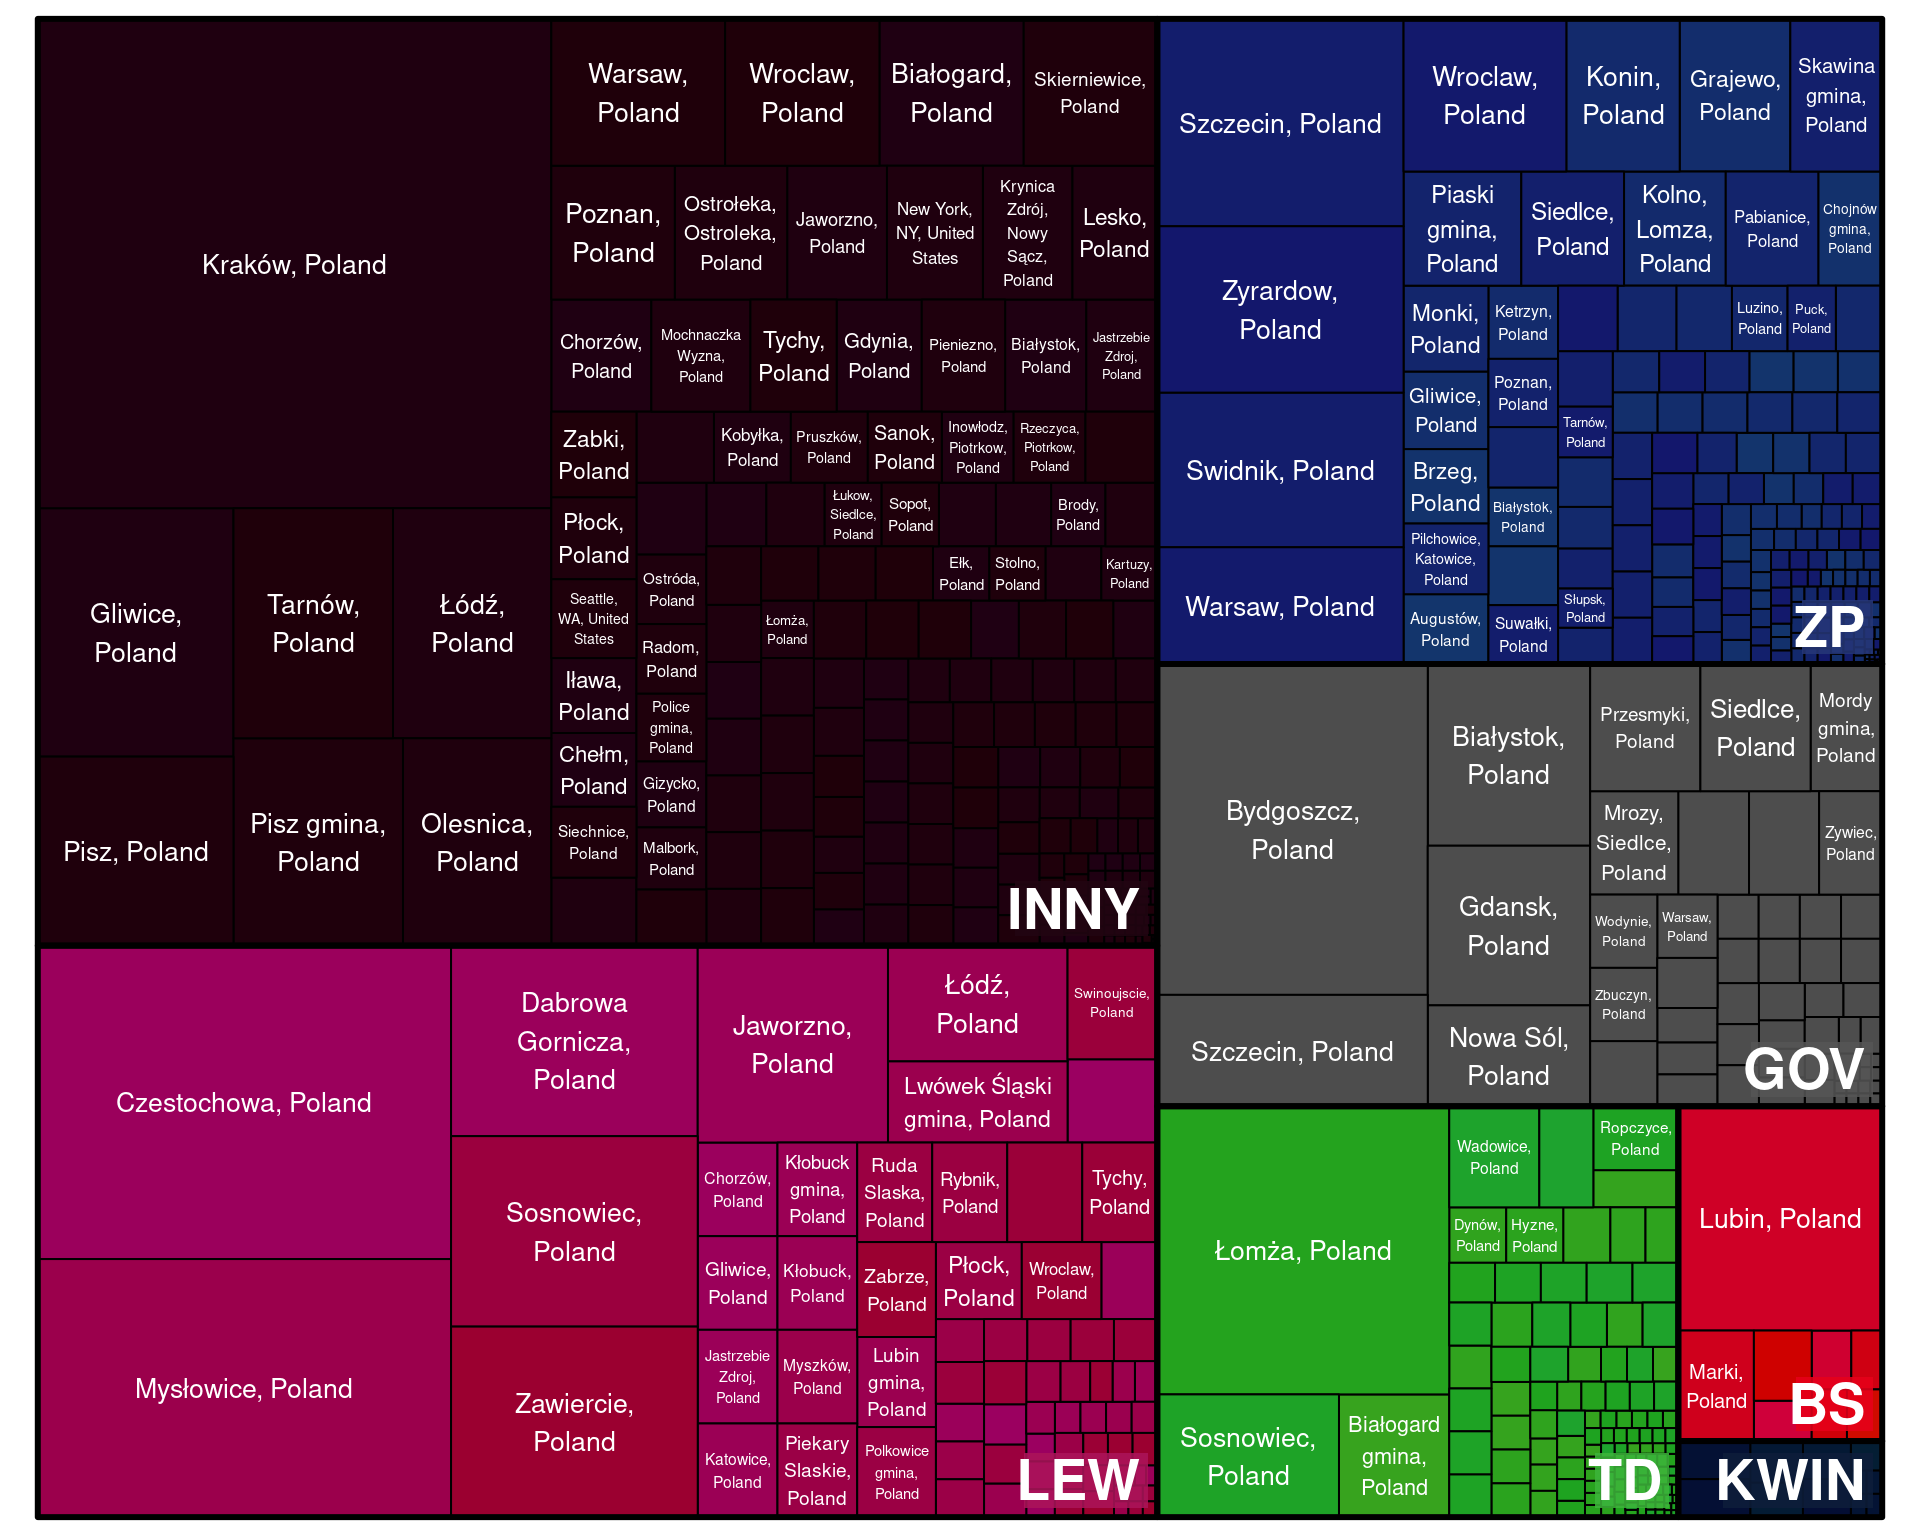 Kraków, Poland
Gliwice,
Poland
Tarnów,
Poland
Łódź,
Poland
Pisz, Poland
Pisz gmina,
Poland
Olesnica,
Poland
Warsaw,
Poland
Wroclaw,
Poland
Białogard,
Poland
Skierniewice,
Poland
Poznan,
Poland
Ostrołeka,
Ostroleka,
Poland
Jaworzno,
Poland
New York,
NY, United
States
Krynica
Zdrój,
Nowy
Sącz,
Poland
Lesko,
Poland
Chorzów,
Poland
Mochnaczka
Wyzna,
Poland
Tychy,
Poland
Gdynia,
Poland
Pieniezno,
Poland
Białystok,
Poland
Jastrzebie
Zdroj,
Poland
Zabki,
Poland
Kobyłka,
Poland
Pruszków,
Poland
Sanok,
Poland
Inowłodz,
Piotrkow,
Poland
Rzeczyca,
Piotrkow,
Poland
Płock,
Poland
Łukow,
Siedlce,
Poland
Sopot,
Poland
Brody,
Poland
Ełk,
Poland
Stolno,
Poland
Kartuzy,
Poland
Seattle,
WA, United
States
Ostróda,
Poland
Łomża,
Poland
Radom,
Poland
Iława,
Poland
Police
gmina,
Poland
Chełm,
Poland
Gizycko,
Poland
Siechnice,
Poland
Malbork,
Poland
INNY
Czestochowa, Poland
Mysłowice, Poland
Dabrowa
Gornicza,
Poland
Sosnowiec,
Poland
Zawiercie,
Poland
Jaworzno,
Poland
Łódź,
Poland
Swinoujscie,
Poland
Lwówek Śląski
gmina, Poland
Chorzów,
Poland
Kłobuck
gmina,
Poland
Ruda
Slaska,
Poland
Rybnik,
Poland
Tychy,
Poland
Gliwice,
Poland
Kłobuck,
Poland
Zabrze,
Poland
Płock,
Poland
Wroclaw,
Poland
Jastrzebie
Zdroj,
Poland
Myszków,
Poland
Lubin
gmina,
Poland
Katowice,
Poland
Piekary
Slaskie,
Poland
Polkowice
gmina,
Poland
LEW
Szczecin, Poland
Zyrardow,
Poland
Swidnik, Poland
Warsaw, Poland
Wroclaw,
Poland
Konin,
Poland
Grajewo,
Poland
Skawina
gmina,
Poland
Piaski
gmina,
Poland
Siedlce,
Poland
Kolno,
Lomza,
Poland
Pabianice,
Poland
Chojnów
gmina,
Poland
Monki,
Poland
Ketrzyn,
Poland
Luzino,
Poland
Puck,
Poland
Gliwice,
Poland
Poznan,
Poland
Tarnów,
Poland
Brzeg,
Poland
Białystok,
Poland
Pilchowice,
Katowice,
Poland
Augustów,
Poland
Suwałki,
Poland
Słupsk,
Poland
ZP
Bydgoszcz,
Poland
Szczecin, Poland
Białystok,
Poland
Gdansk,
Poland
Nowa Sól,
Poland
Przesmyki,
Poland
Siedlce,
Poland
Mordy
gmina,
Poland
Mrozy,
Siedlce,
Poland
Zywiec,
Poland
Wodynie,
Poland
Warsaw,
Poland
Zbuczyn,
Poland
GOV
Łomża, Poland
Sosnowiec,
Poland
Białogard
gmina,
Poland
Wadowice,
Poland
Ropczyce,
Poland
Dynów,
Poland
Hyzne,
Poland
TD
Lubin, Poland
Marki,
Poland
BS
KWIN